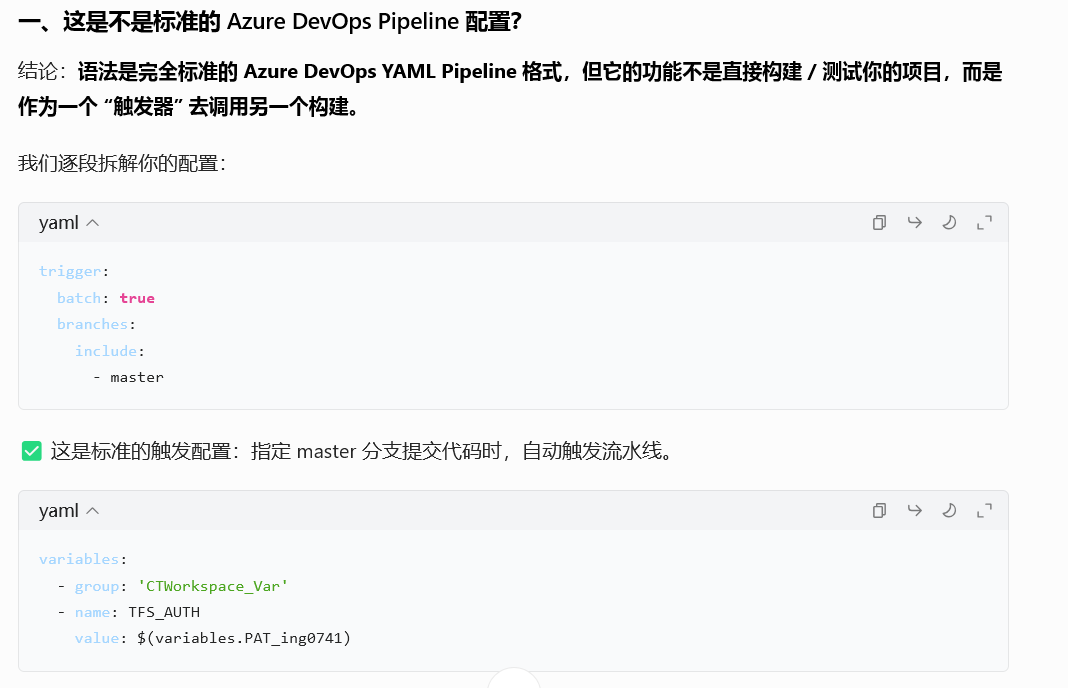 一、这是不是标准的 Azure DevOps Pipeline 配置？
结论：语法是完全标准的 Azure DevOps YAML Pipeline 格式，但它的功能不是直接构建 / 测试你的项目，而是
作为一个 “触发器” 去调用另一个构建。
我们逐段拆解你的配置：
yaml
trigger:
  batch: true
  branches:
    include:
      - master
✅ 这是标准的触发配置：指定 master 分支提交代码时，自动触发流水线。
yaml
variables:
  - group: 'CTWorkspace_Var'
  - name: TFS_AUTH
    value: $(variables.PAT_ing0741)